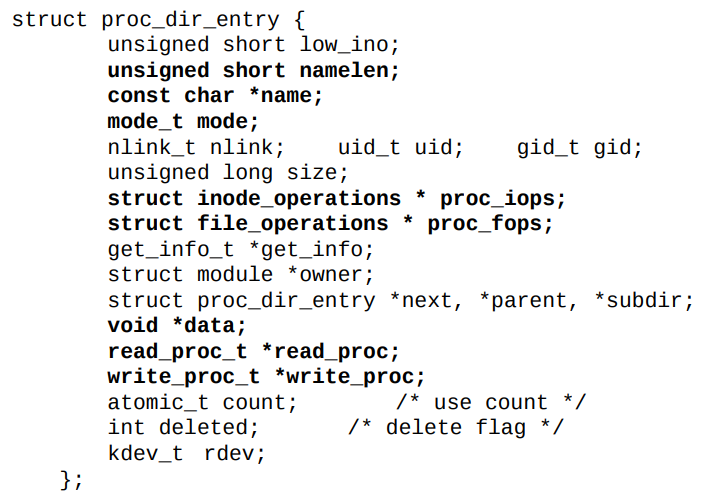 struct proc_dir_entry {
unsigned short low_ino;
unsigned short namelen;
const char *name;
mode_t mode;
nlink_t nlink;    uid_t uid;    gid_t gid;
unsigned long size;
struct inode_operations * proc_iops;
struct file_operations * proc_fops;
get_info_t *get_info;
struct module *owner;
struct proc_dir_entry *next, *parent, *subdir;
void *data;
read_proc_t *read_proc;
write_proc_t *write_proc;
atomic_t count;        /* use count */
int deleted;       /* delete flag */
kdev_t  rdev;
};